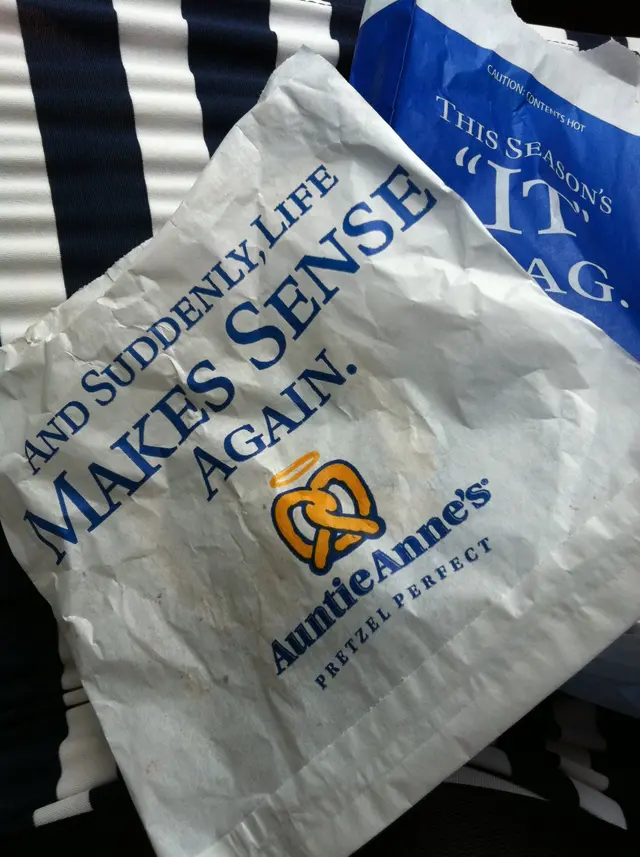 AND SUDDENLY, LIFE
MAKES SENSE
AGAIN.
AuntieAnne's®
PRETZEL PERFECT
CAUTION: CONTENTS HOT
THIS SEASON'S
"IT"
AG.